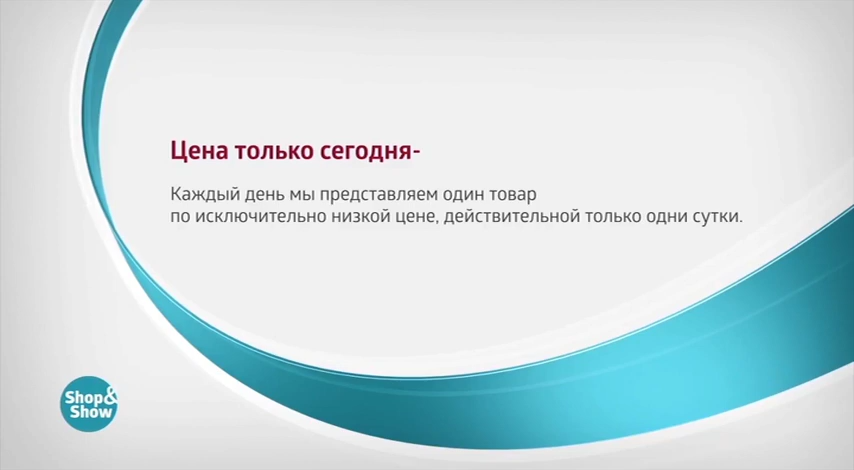 Цена только сегодня-
Каждый день мы представляем один товар
по исключительно низкой цене, действительной только одни сутки.
Shop&
Show